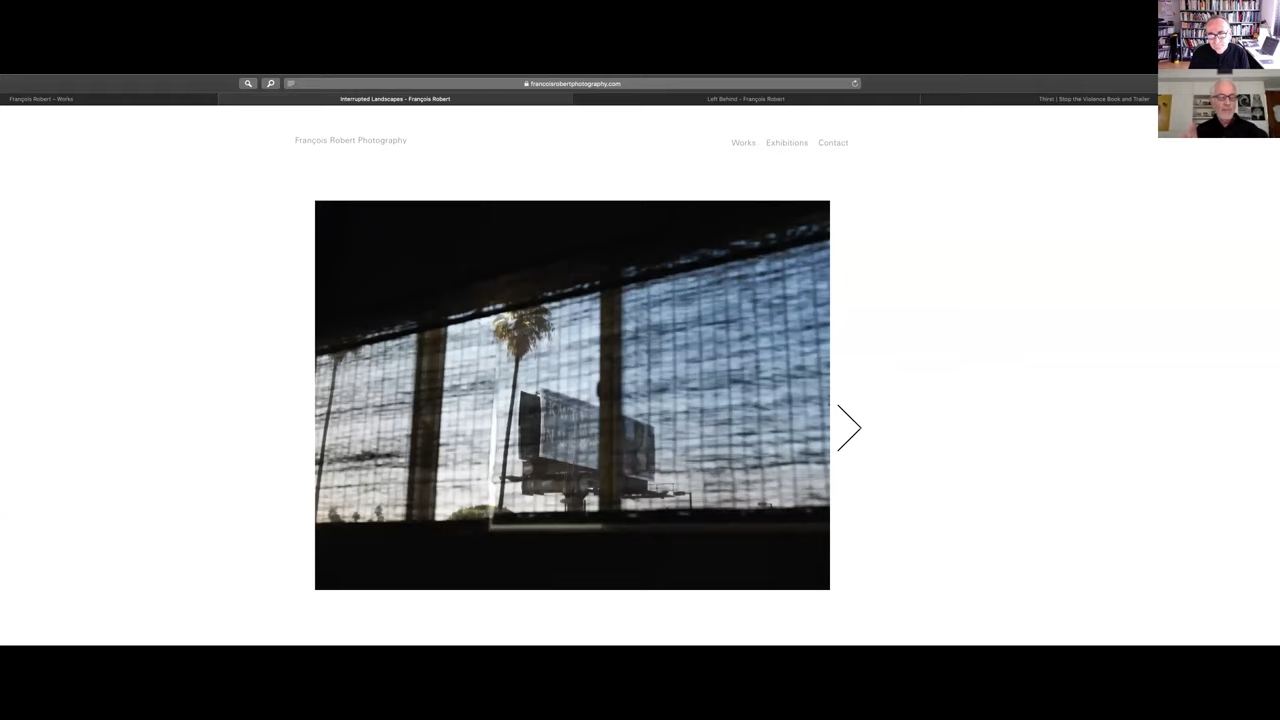 francoisrobertphotography.com
François Robert – Works
Interrupted Landscapes - François Robert
Left Behind - François Robert
Thirst | Stop the Violence Book and Trailer
François Robert Photography
Works Exhibitions Contact